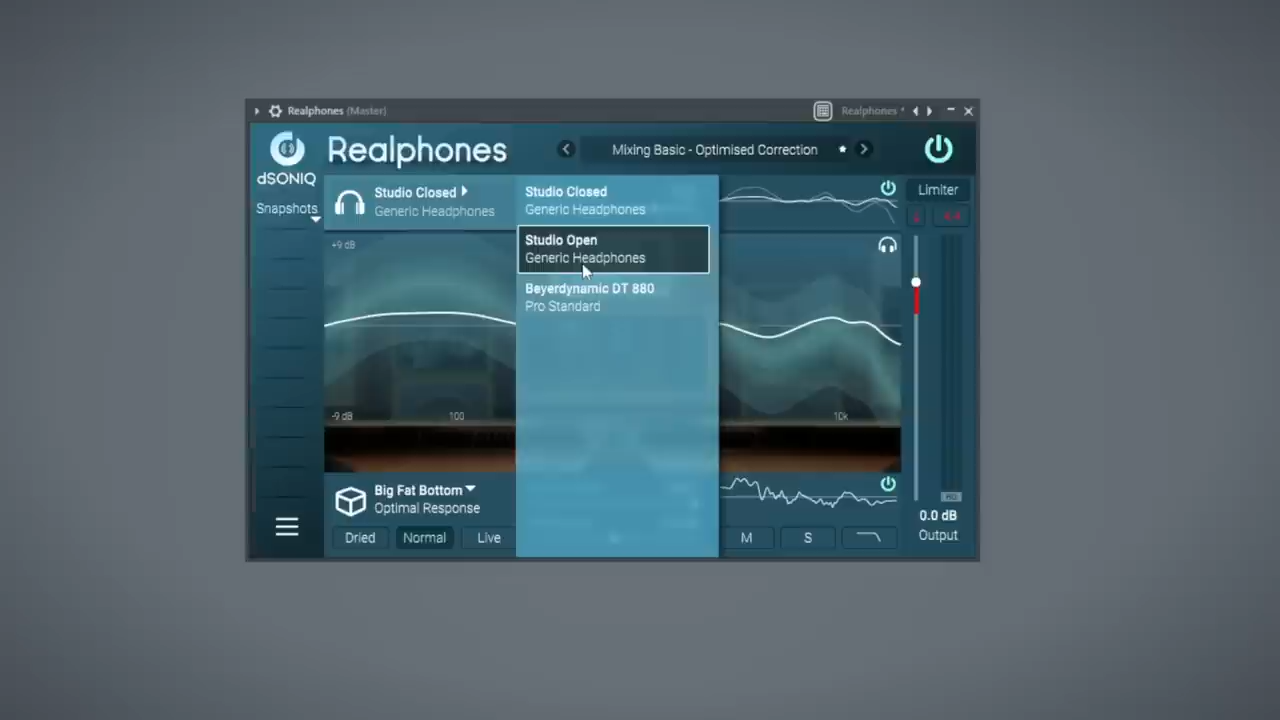 Realphones (Master)
Realphones *
dSONIQ
Realphones
Mixing Basic - Optimised Correction
Snapshots
Studio Closed
Generic Headphones
Studio Closed
Generic Headphones
Studio Open
Generic Headphones
Beyerdynamic DT 880
Pro Standard
Limiter
+9 dB
-9 dB
100
10k
HQ
Big Fat Bottom
Optimal Response
Dried
Normal
Live
M
S
0.0 dB
Output